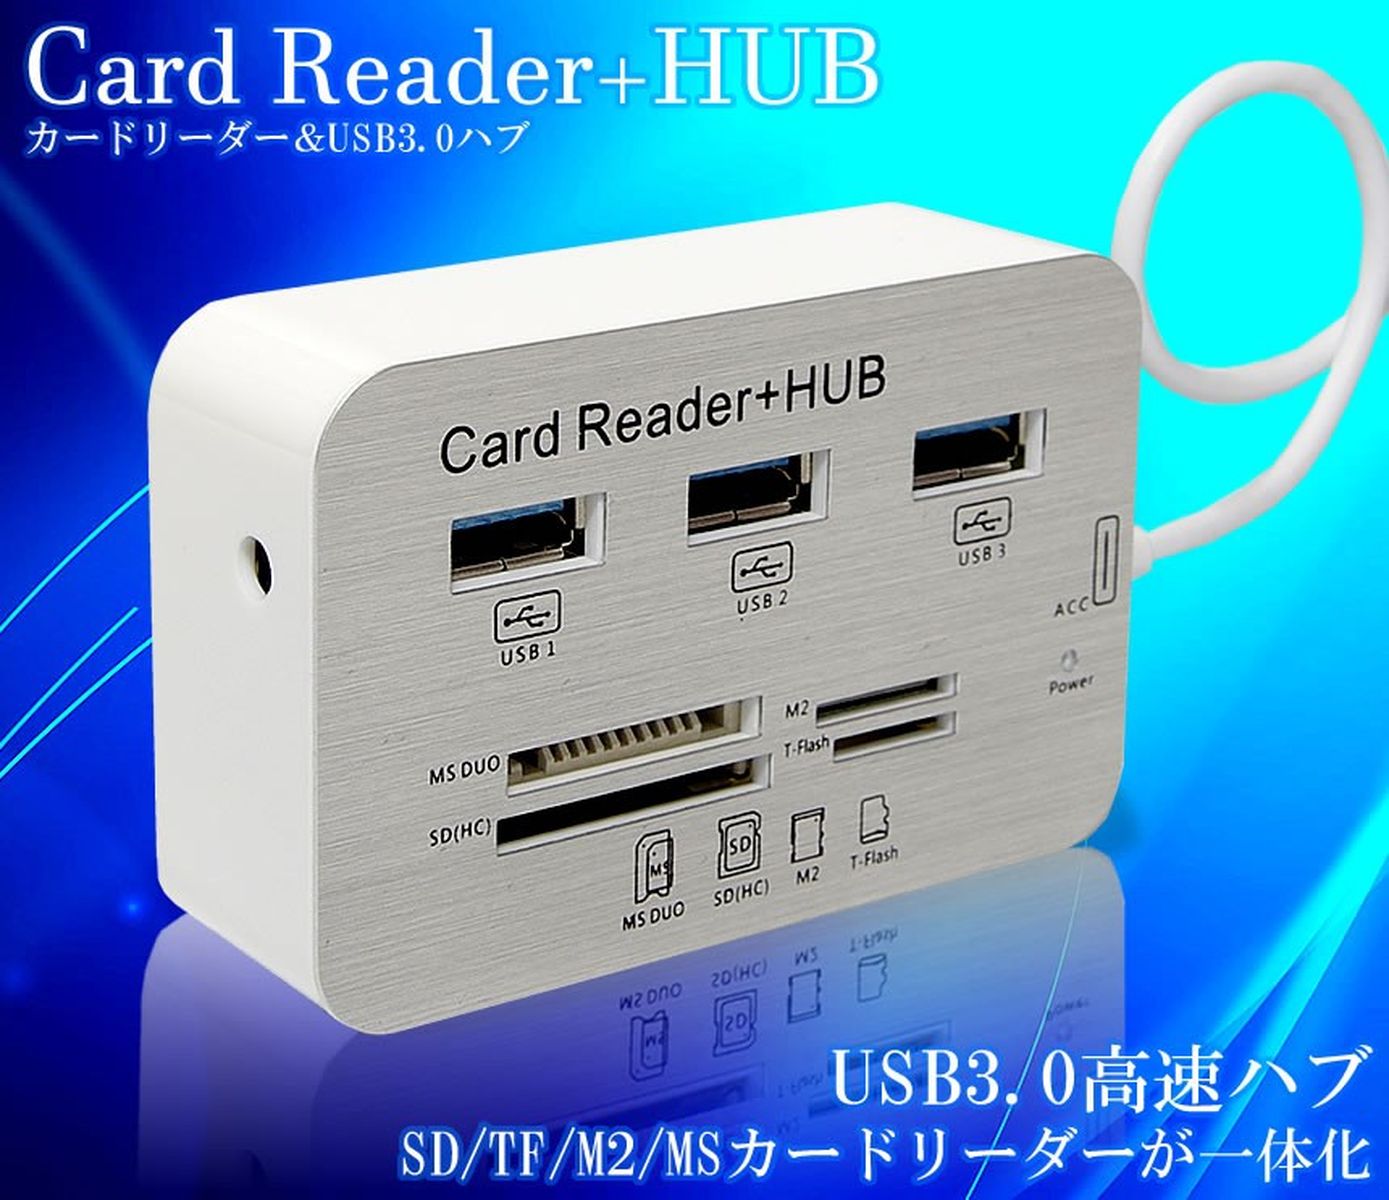 Card Reader+HUB
カードリーダー&USB3.0ハブ
Card Reader+HUB
USB 1
USB 2
USB 3
ACC
Power
MS DUO
M2
T-Flash
SD(HC)
MS
SD
MS DUO
SD(HC)
M2
T-Flash
USB3.0高速ハブ
SD/TF/M2/MSカードリーダーが一体化